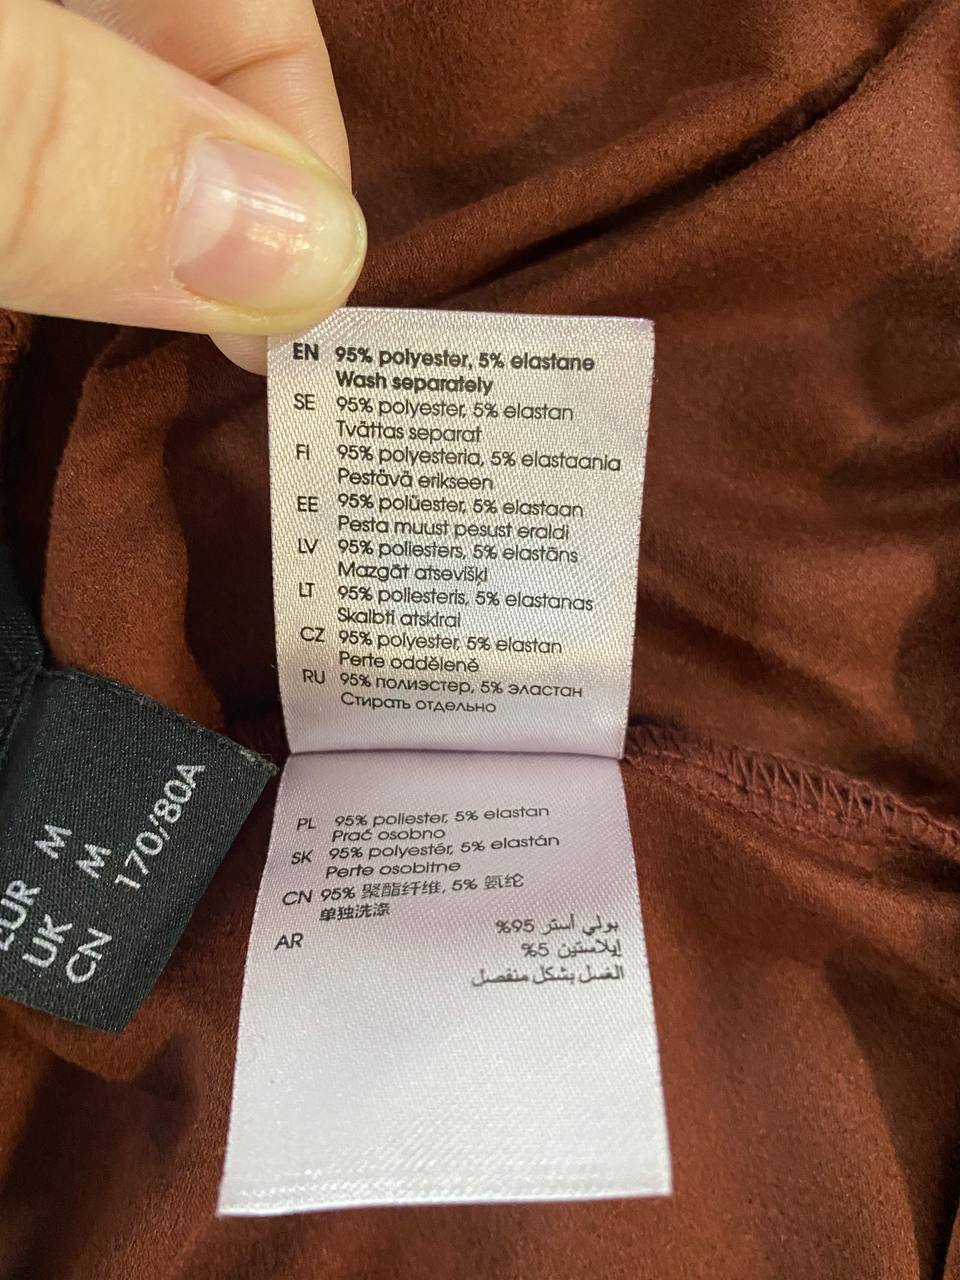 EN 95% polyester, 5% elastane
Wash separately
SE 95% polyester, 5% elastan
Tvättas separat
FI 95% polyesteria, 5% elastaania
Pestävä erikseen
EE 95% polüester, 5% elastaan
Pesta muust pesust eraldi
LV 95% poliesters, 5% elastāns
Mazgāt atsevišķi
LT 95% poliesteris, 5% elastanas
Skalbti atskirai
CZ 95% polyester, 5% elastan
Perte odděleně
RU 95% полиэстер, 5% эластан
Стирать отдельно
PL 95% poliester, 5% elastan
Prać osobno
SK 95% polyestér, 5% elastán
Perte osobitne
CN 95% 聚酯纤维, 5% 氨纶
单独洗涤
AR بولي أستر 95%
إيلاستين 5%
الغسل بشكل منفصل
EUR M
UK M
CN 170/80A